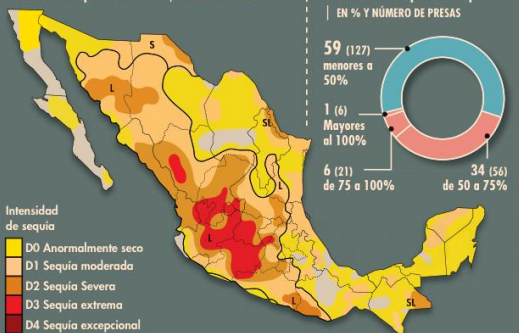 EN % Y NÚMERO DE PRESAS
59 (127)
menores a
50%
1 (6)
Mayores
al 100%
6 (21)
de 75 a 100%
34 (56)
de 50 a 75%
S
L
SL
L
L
L
SL
Intensidad
de sequía
D0 Anormalmente seco
D1 Sequía moderada
D2 Sequía Severa
D3 Sequía extrema
D4 Sequía excepcional